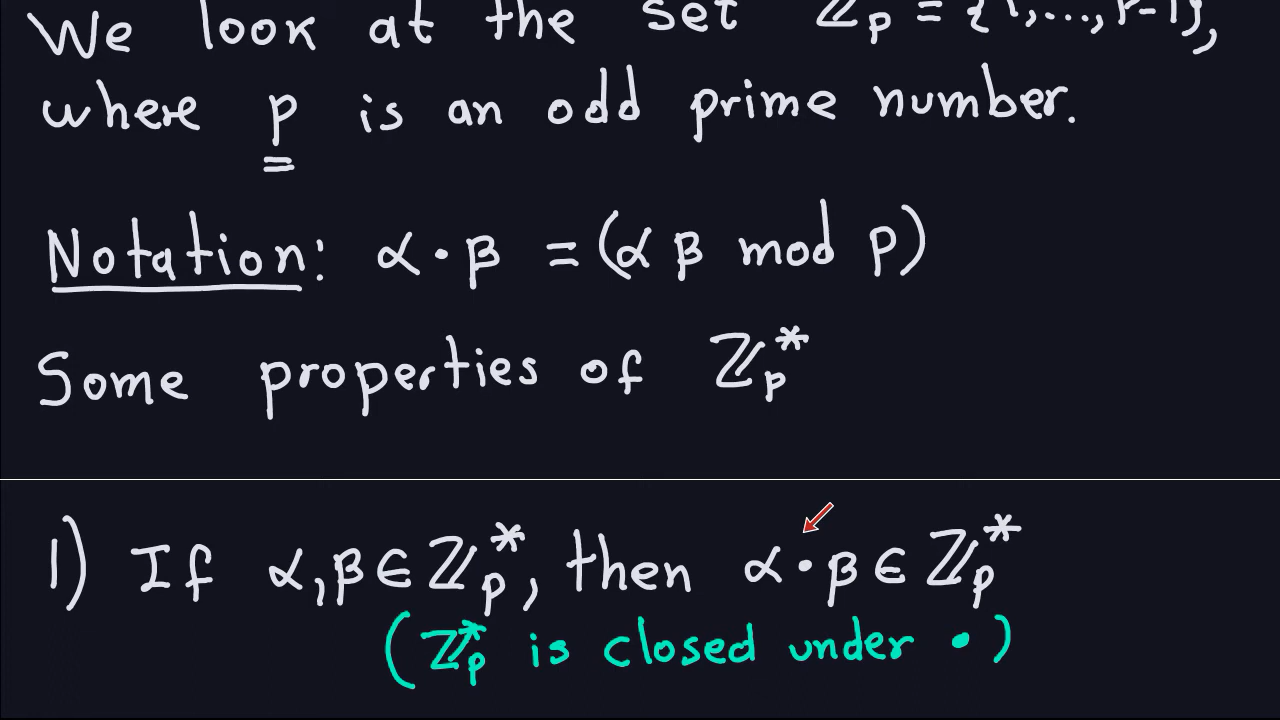 We look at the set ℤₚ = {1,...,p-1},
where p is an odd prime number.
Notation: α · β = (α β mod p)
Some properties of ℤₚ*
1) If α,β ∈ ℤₚ*, then α · β ∈ ℤₚ*
(ℤₚ* is closed under ·)